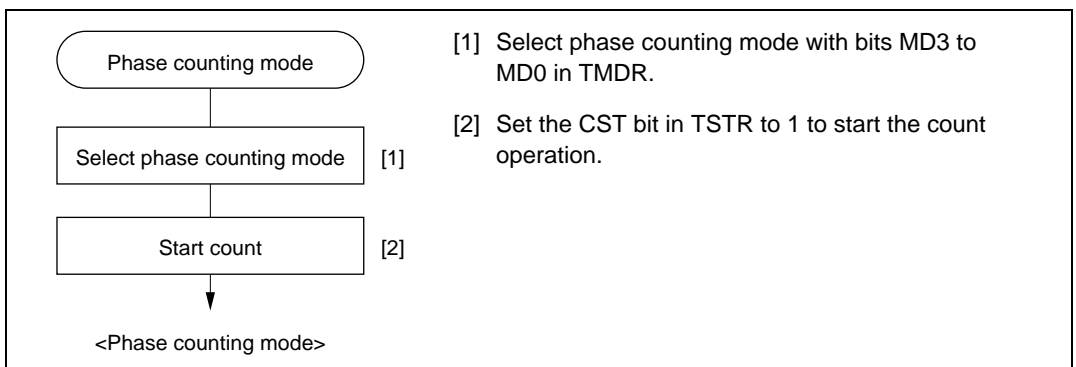 Phase counting mode
Select phase counting mode [1]
Start count [2]
<Phase counting mode>
[1] Select phase counting mode with bits MD3 to
MD0 in TMDR.
[2] Set the CST bit in TSTR to 1 to start the count
operation.